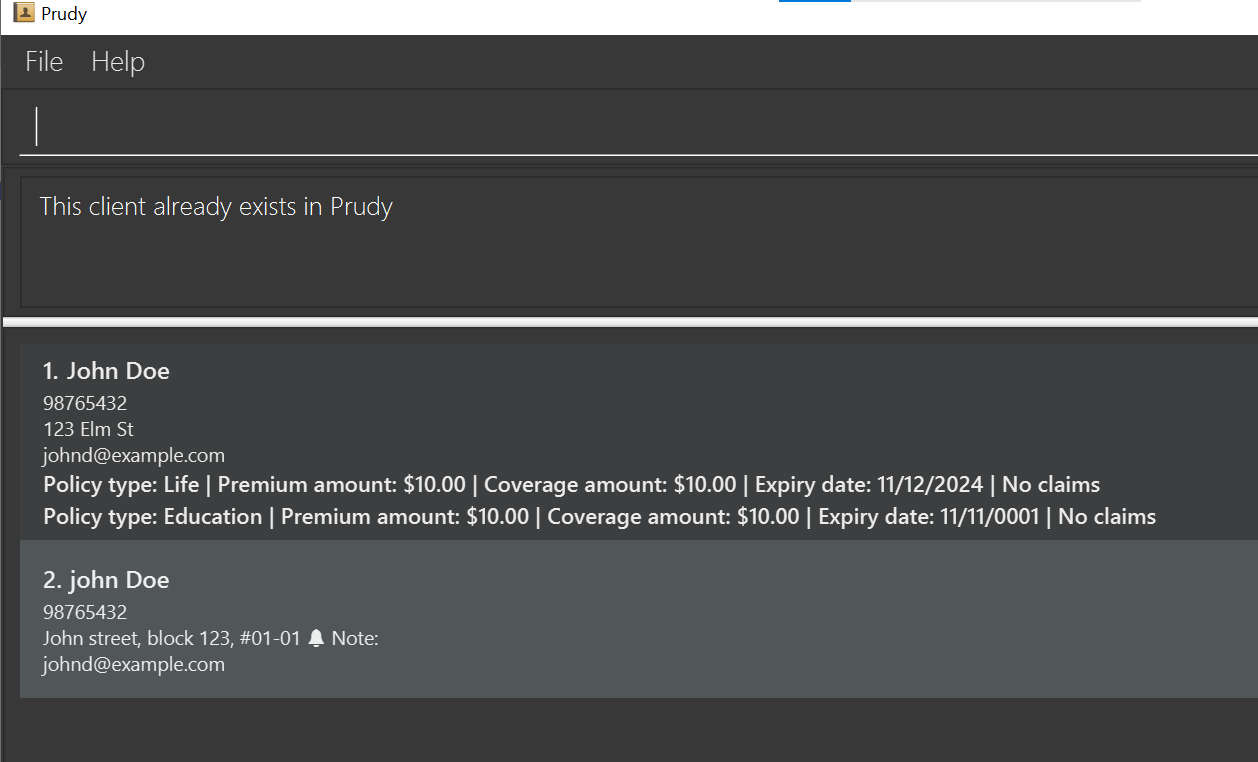 Prudy
File Help
This client already exists in Prudy
1. John Doe
98765432
123 Elm St
johnd@example.com
Policy type: Life | Premium amount: $10.00 | Coverage amount: $10.00 | Expiry date: 11/12/2024 | No claims
Policy type: Education | Premium amount: $10.00 | Coverage amount: $10.00 | Expiry date: 11/11/0001 | No claims
2. john Doe
98765432
John street, block 123, #01-01 🔔 Note:
johnd@example.com